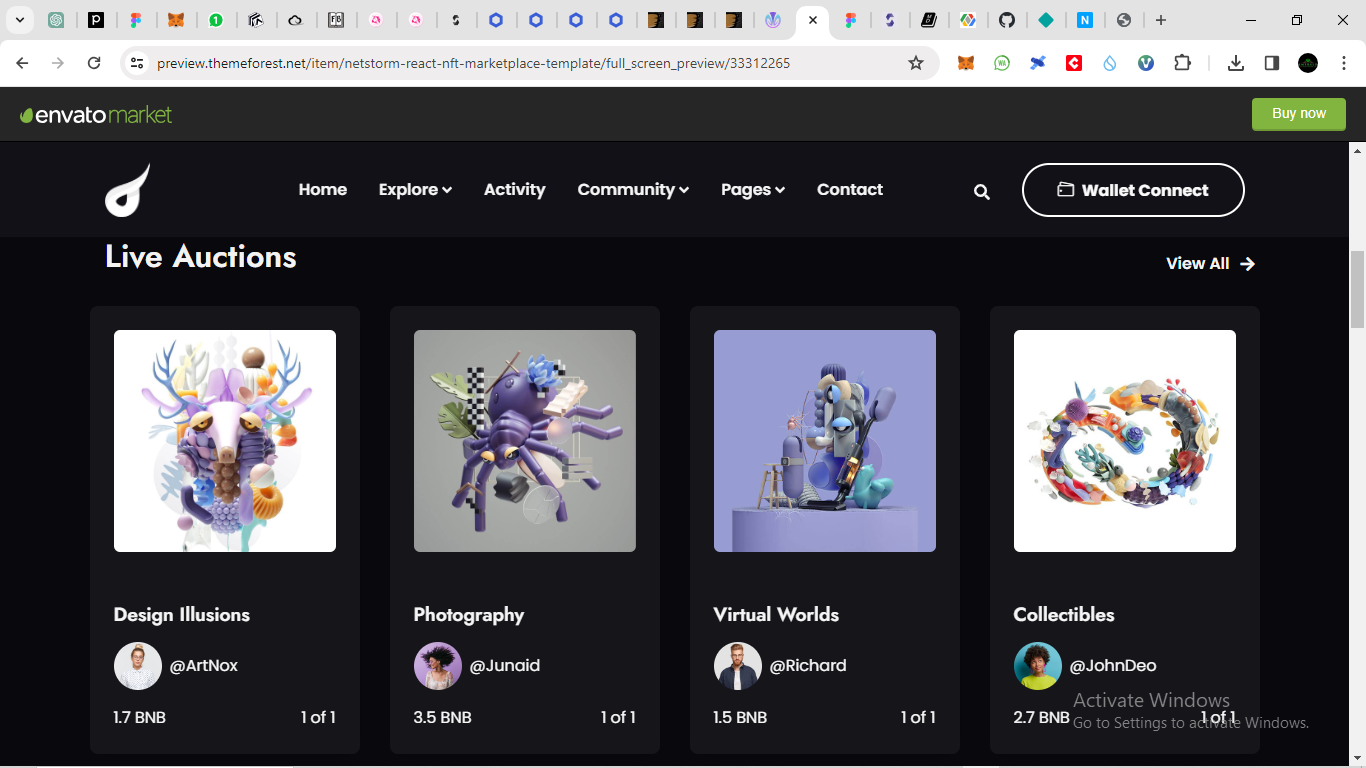 preview.themeforest.net/item/netstorm-react-nft-marketplace-template/full_screen_preview/33312265
envato market
Buy now
Home Explore Activity Community Pages Contact
Wallet Connect
Live Auctions
View All
Design Illusions
Photography
Virtual Worlds
Collectibles
@ArtNox
@Junaid
@Richard
@JohnDeo
1.7 BNB 1 of 1
3.5 BNB 1 of 1
1.5 BNB 1 of 1
2.7 BNB 1 of 1
Activate Windows
Go to Settings to activate Windows.